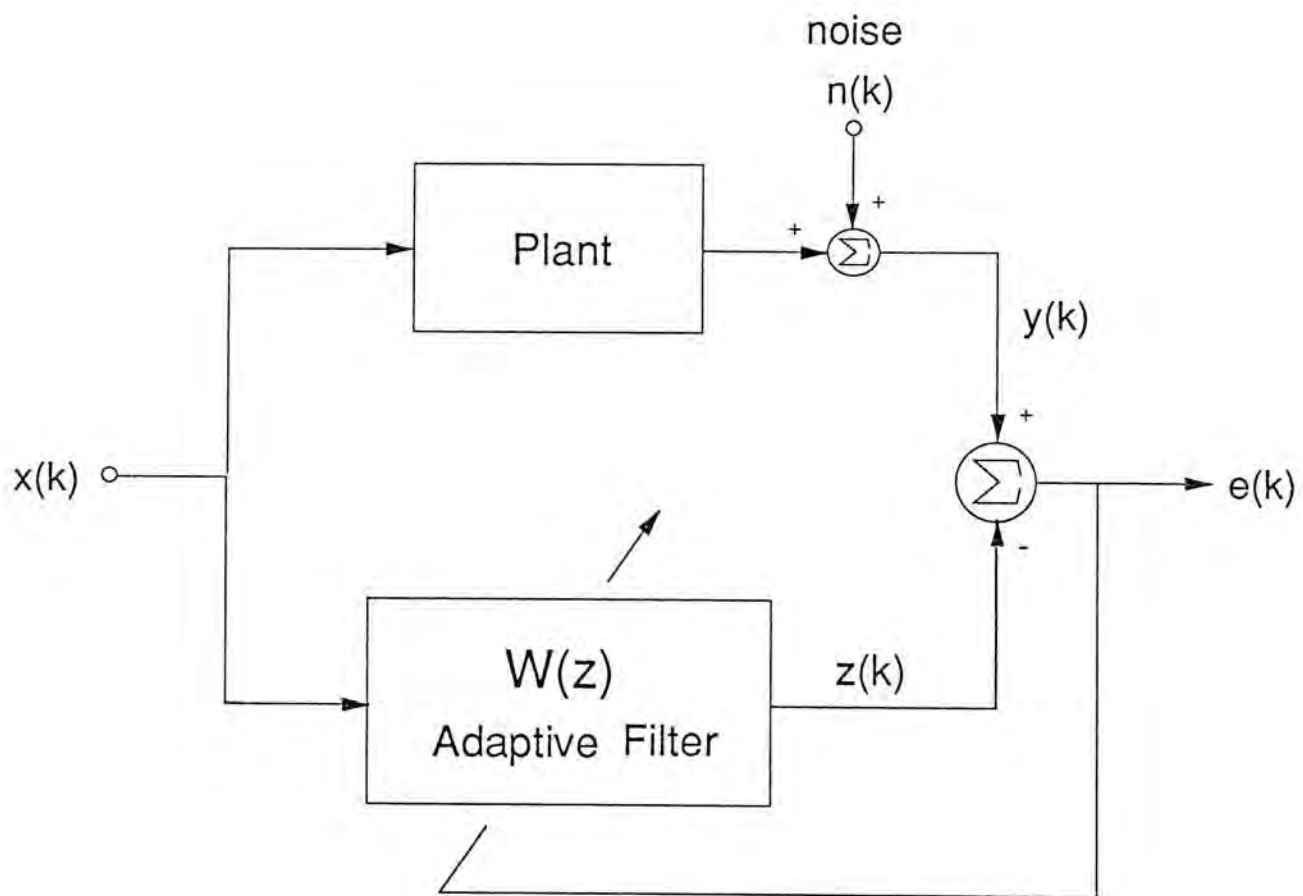 noise
n(k)
+
Plant
+
Σ
y(k)
+
x(k)
Σ
e(k)
-
W(z)
Adaptive Filter
z(k)